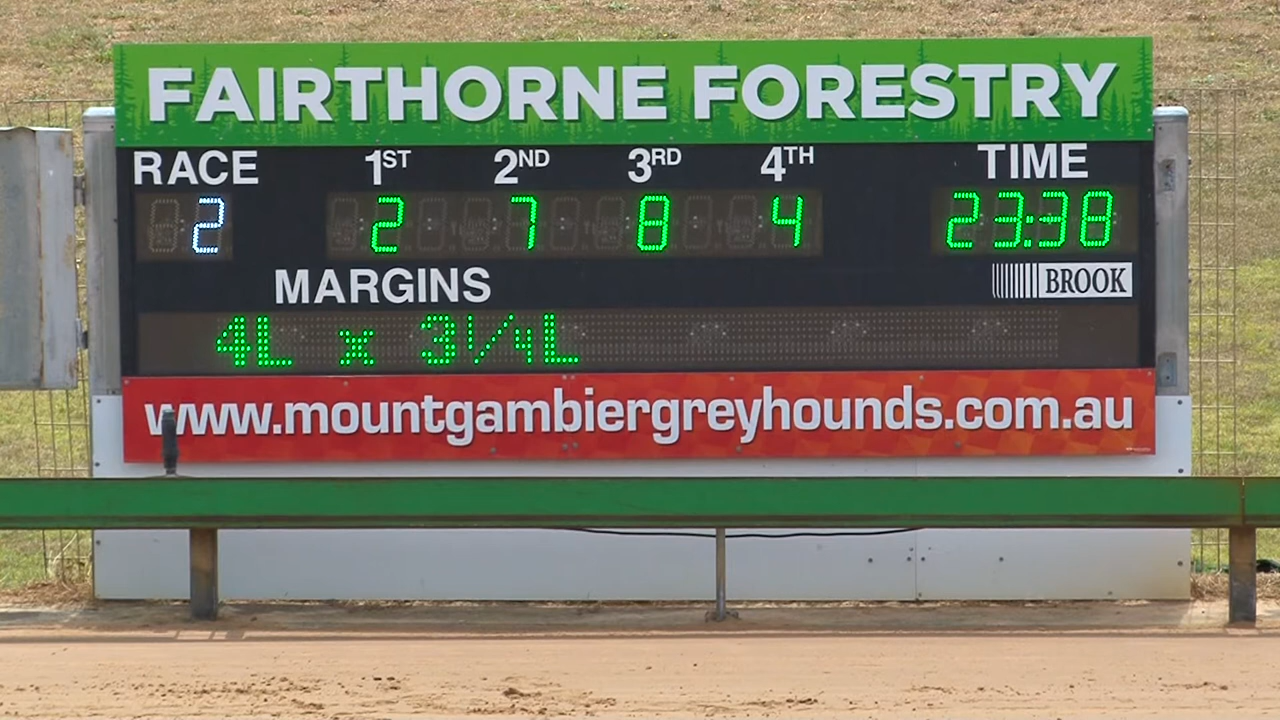 FAIRTHORNE FORESTRY
RACE 1ST 2ND 3RD 4TH TIME
2 2 7 8 4 23:38
MARGINS
BROOK
4L x 3¼L
www.mountgambiergreyhounds.com.au